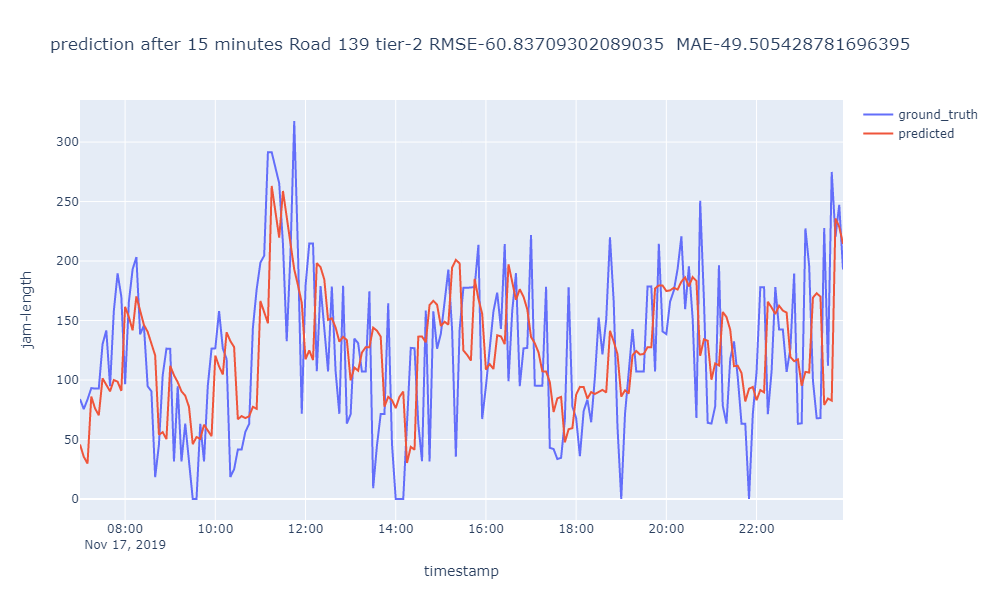 prediction after 15 minutes Road 139 tier-2 RMSE-60.83709302089035  MAE-49.505428781696395
ground_truth
predicted
jam-length
300
250
200
150
100
50
0
08:00 10:00 12:00 14:00 16:00 18:00 20:00 22:00
Nov 17, 2019
timestamp